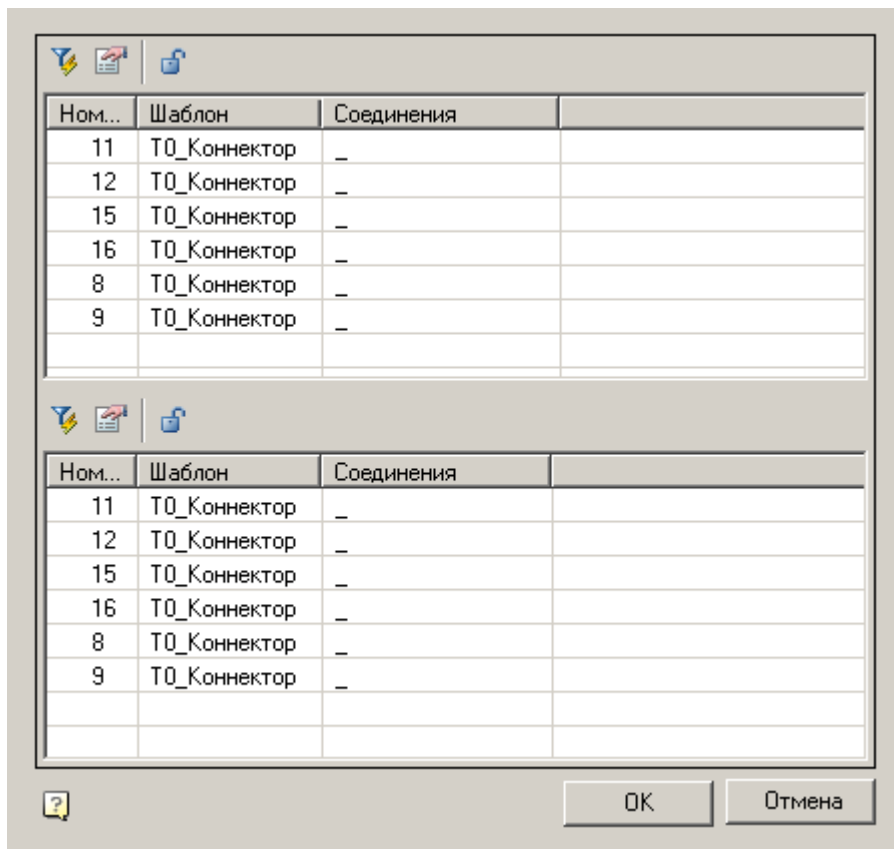 Ном... Шаблон Соединения
11 Т0_Коннектор _
12 Т0_Коннектор _
15 Т0_Коннектор _
16 Т0_Коннектор _
8 Т0_Коннектор _
9 Т0_Коннектор _
Ном... Шаблон Соединения
11 Т0_Коннектор _
12 Т0_Коннектор _
15 Т0_Коннектор _
16 Т0_Коннектор _
8 Т0_Коннектор _
9 Т0_Коннектор _
? OK Отмена